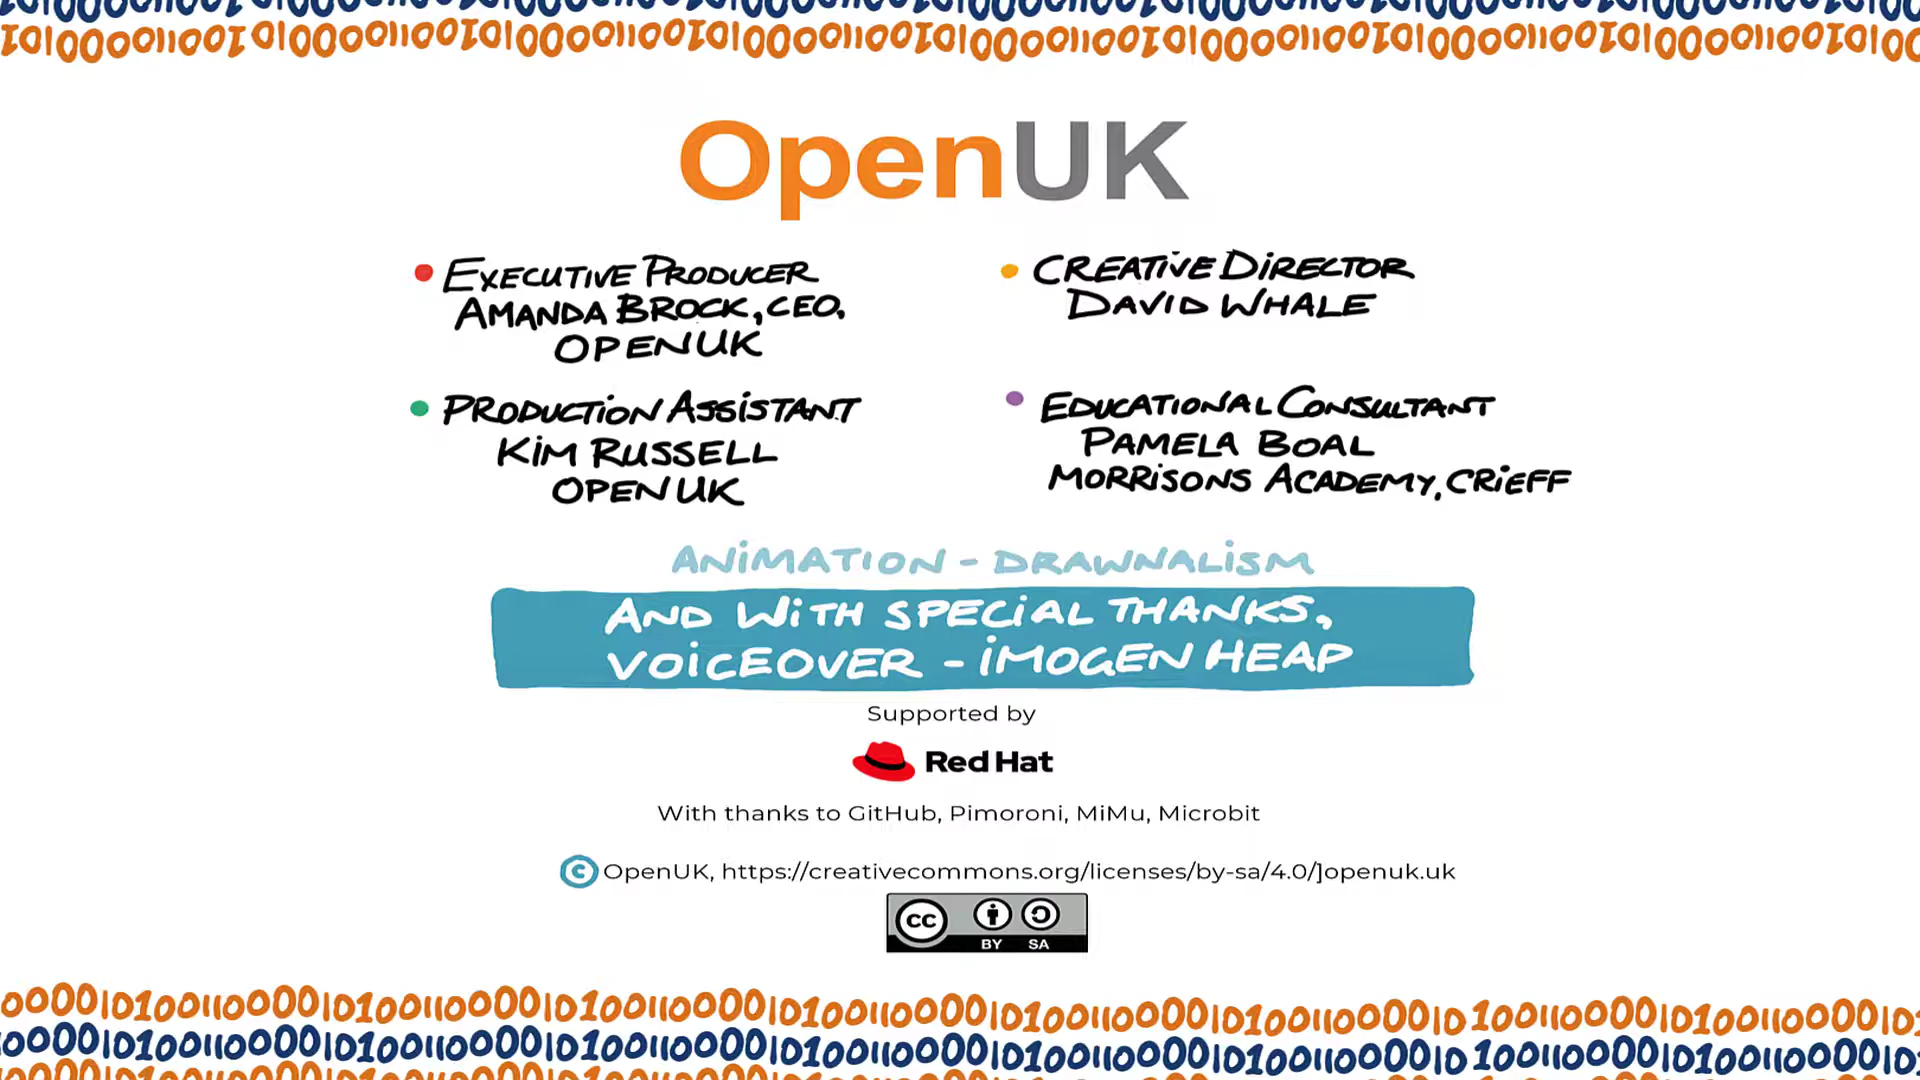 OpenUK
EXECUTIVE PRODUCER
AMANDA BROCK, CEO,
OPENUK
CREATIVE DIRECTOR
DAVID WHALE
PRODUCTION ASSISTANT
KIM RUSSELL
OPENUK
EDUCATIONAL CONSULTANT
PAMELA BOAL
MORRISONS ACADEMY, CRIEFF
ANIMATION - DRAWNALISM
AND WITH SPECIAL THANKS,
VOICEOVER - IMOGEN HEAP
Supported by
Red Hat
With thanks to GitHub, Pimoroni, MiMu, Microbit
© OpenUK, https://creativecommons.org/licenses/by-sa/4.0/]openuk.uk
CC BY SA